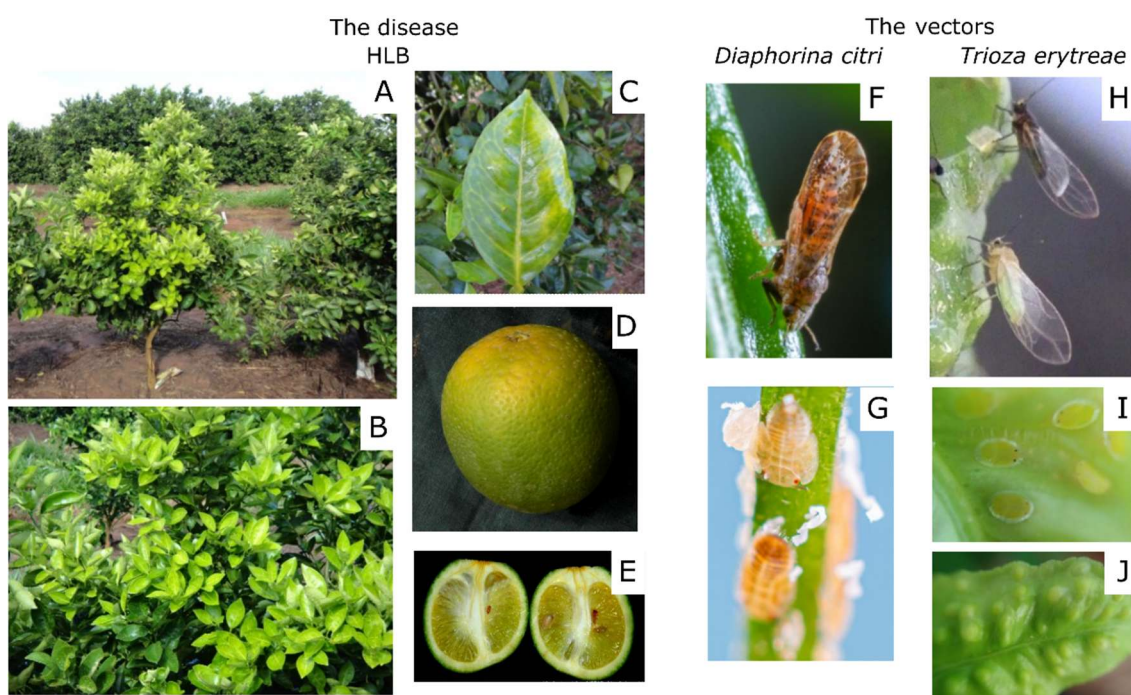 The disease
HLB
The vectors
Diaphorina citri
Trioza erytreae
A
B
C
D
E
F
G
H
I
J